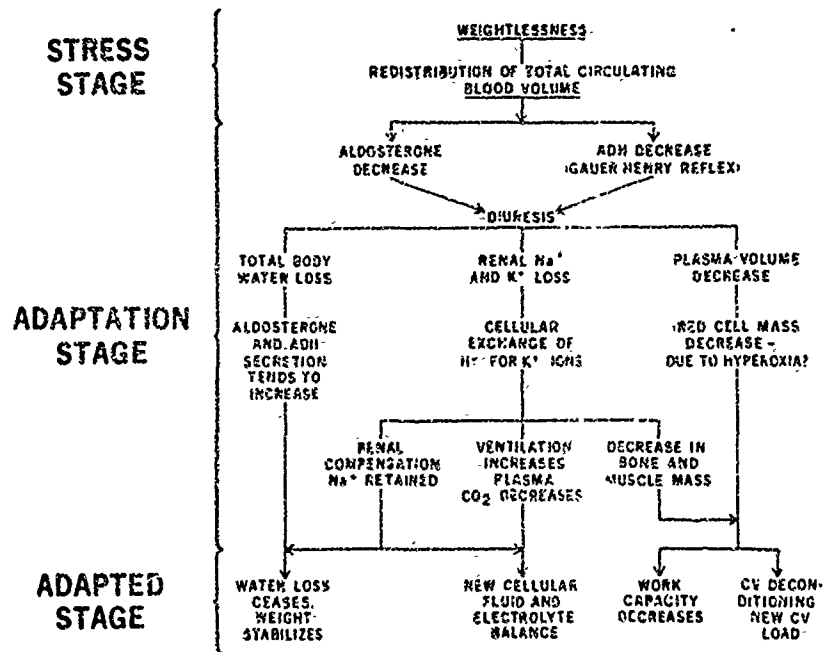 STRESS
STAGE
WEIGHTLESSNESS
REDISTRIBUTION OF TOTAL CIRCULATING
BLOOD VOLUME
ALDOSTERONE
DECREASE
ADH DECREASE
(GAUER HENRY REFLEX)
DIURESIS
ADAPTATION
STAGE
TOTAL BODY
WATER LOSS
RENAL Na⁺
AND K⁺ LOSS
PLASMA VOLUME
DECREASE
ALDOSTERONE
AND ADH
SECRETION
TENDS TO
INCREASE
CELLULAR
EXCHANGE OF
H⁺ FOR K⁺ IONS
(RED CELL MASS
DECREASE -
DUE TO HYPEROXIA?
RENAL
COMPENSATION
Na⁺ RETAINED
VENTILATION
INCREASES
PLASMA
CO₂ DECREASES
DECREASE IN
BONE AND
MUSCLE MASS
ADAPTED
STAGE
WATER LOSS
CEASES,
WEIGHT
STABILIZES
NEW CELLULAR
FLUID AND
ELECTROLYTE
BALANCE
WORK
CAPACITY
DECREASES
CV DECON-
DITIONING
NEW CV
LOAD